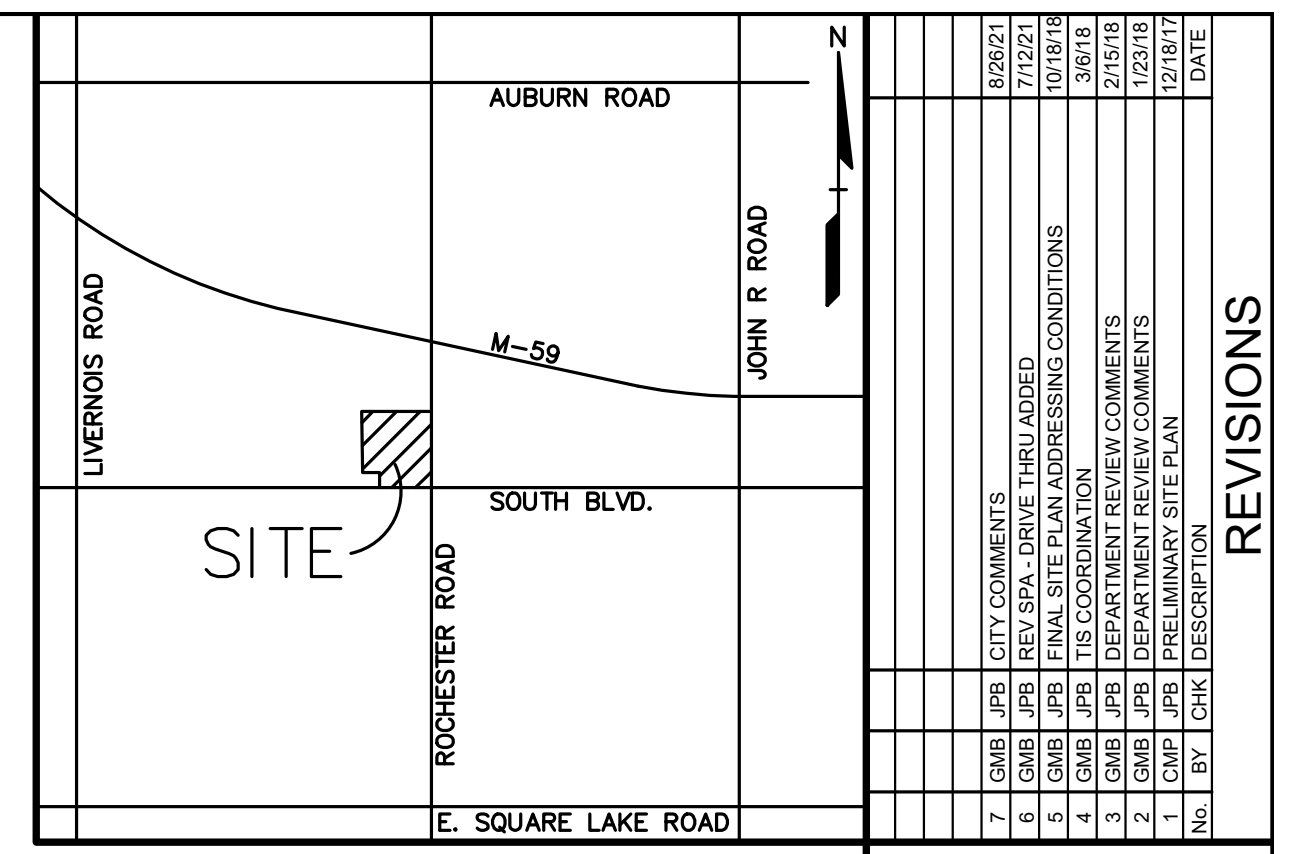 AUBURN ROAD
N
LIVERNOIS ROAD
JOHN R ROAD
M-59
SOUTH BLVD.
SITE
ROCHESTER ROAD
E. SQUARE LAKE ROAD
7 GMB JPB CITY COMMENTS 8/26/21
6 GMB JPB REV SPA - DRIVE THRU ADDED 7/12/21
5 GMB JPB FINAL SITE PLAN ADDRESSING CONDITIONS 10/18/18
4 GMB JPB TIS COORDINATION 3/6/18
3 GMB JPB DEPARTMENT REVIEW COMMENTS 2/15/18
2 GMB JPB DEPARTMENT REVIEW COMMENTS 1/23/18
1 CMP JPB PRELIMINARY SITE PLAN 12/18/17
No. BY CHK DESCRIPTION DATE
REVISIONS